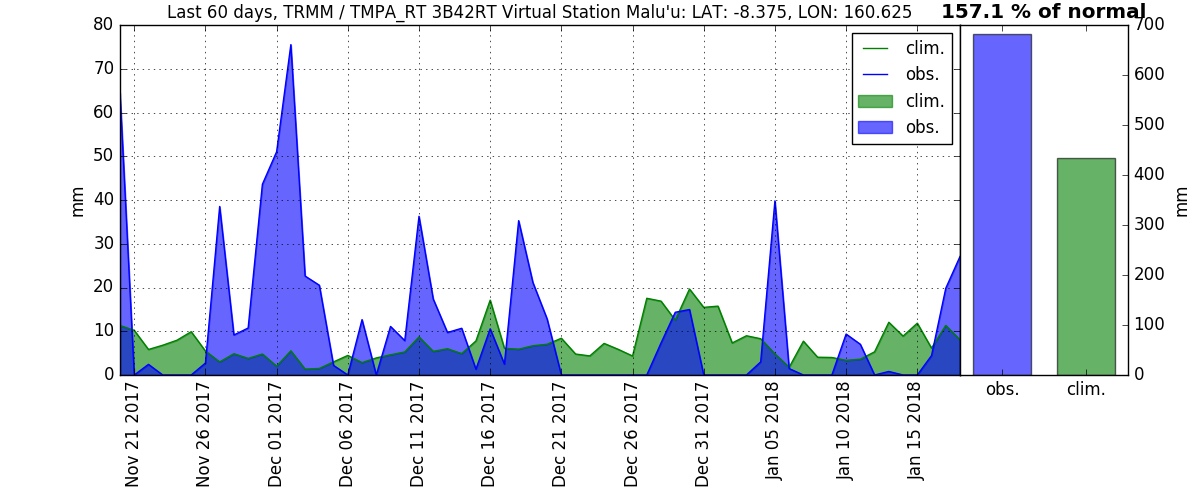 Last 60 days, TRMM / TMPA_RT 3B42RT Virtual Station Malu'u: LAT: -8.375, LON: 160.625
157.1 % of normal
80
70
60
50
40
30
20
10
0
mm
clim.
obs.
clim.
obs.
Nov 21 2017
Nov 26 2017
Dec 01 2017
Dec 06 2017
Dec 11 2017
Dec 16 2017
Dec 21 2017
Dec 26 2017
Dec 31 2017
Jan 05 2018
Jan 10 2018
Jan 15 2018
700
600
500
400
300
200
100
0
mm
obs.
clim.